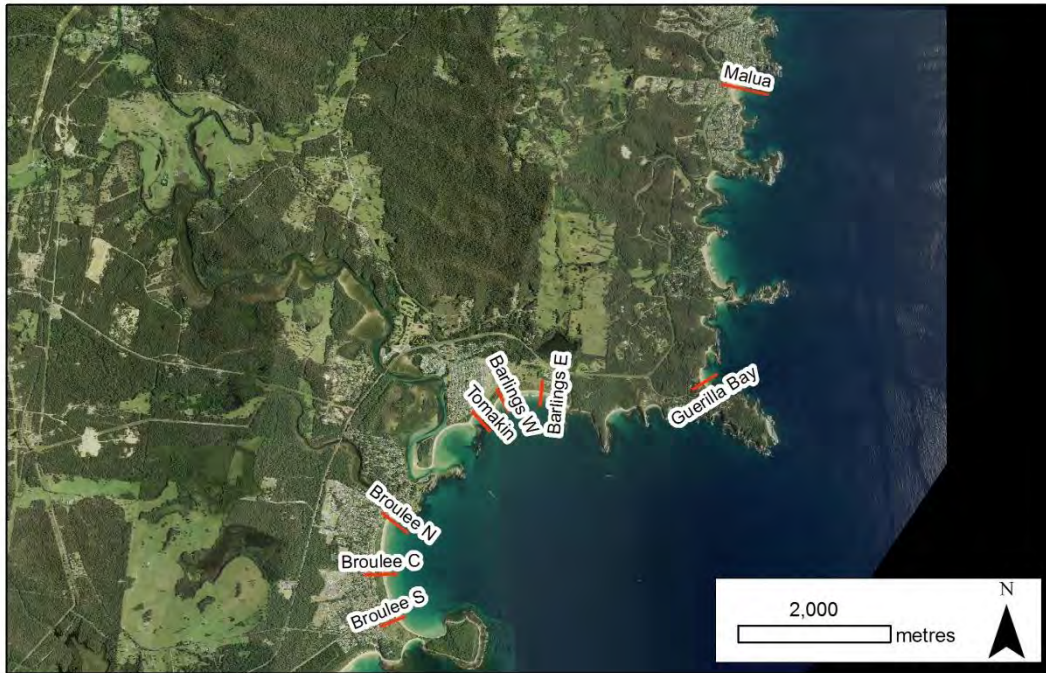 Malua
Barlings W
Barlings E
Tomakin
Guerilla Bay
Broulee N
Broulee C
Broulee S
N
2,000
metres